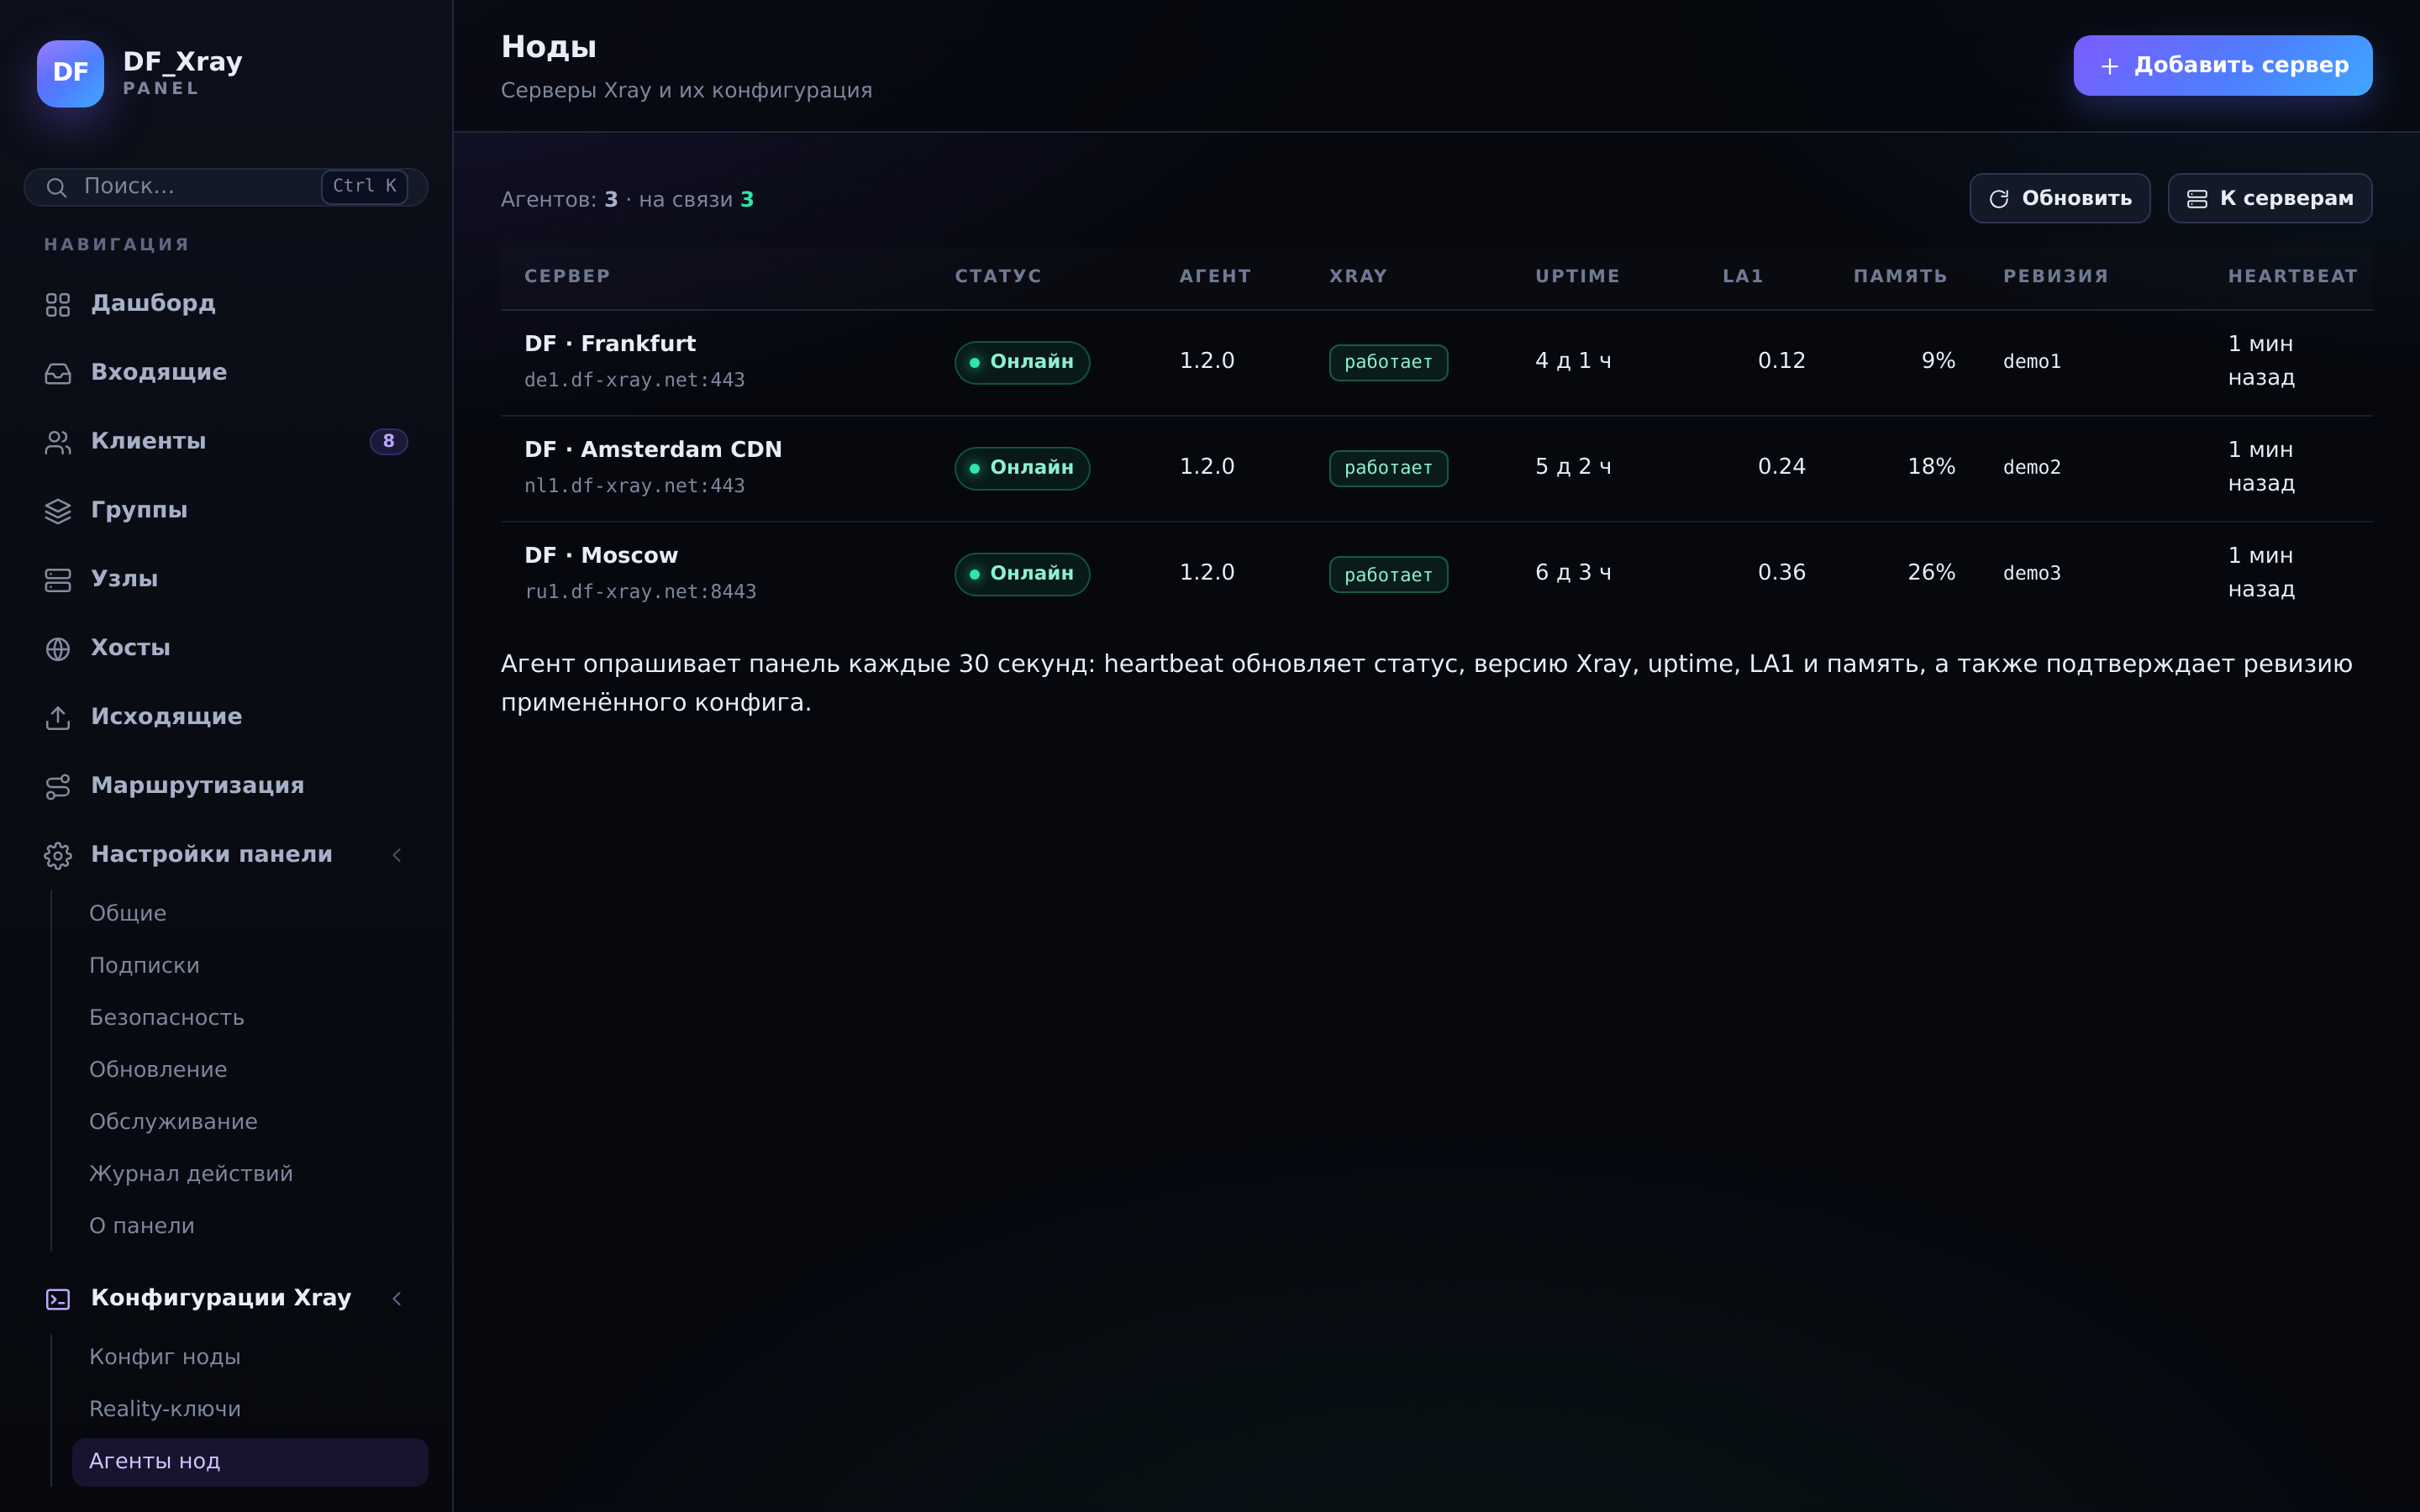 DF
DF_Xray
PANEL
Поиск…
Ctrl K
НАВИГАЦИЯ
Дашборд
Входящие
Клиенты
8
Группы
Узлы
Хосты
Исходящие
Маршрутизация
Настройки панели
Общие
Подписки
Безопасность
Обновление
Обслуживание
Журнал действий
О панели
Конфигурации Xray
Конфиг ноды
Reality-ключи
Агенты нод
Ноды
Серверы Xray и их конфигурация
Добавить сервер
Агентов: 3 · на связи 3
Обновить
К серверам
СЕРВЕР СТАТУС АГЕНТ XRAY UPTIME LA1 ПАМЯТЬ РЕВИЗИЯ HEARTBEAT
DF · Frankfurt
de1.df-xray.net:443
Онлайн
1.2.0
работает
4 д 1 ч
0.12
9%
demo1
1 мин
назад
DF · Amsterdam CDN
nl1.df-xray.net:443
Онлайн
1.2.0
работает
5 д 2 ч
0.24
18%
demo2
1 мин
назад
DF · Moscow
ru1.df-xray.net:8443
Онлайн
1.2.0
работает
6 д 3 ч
0.36
26%
demo3
1 мин
назад
Агент опрашивает панель каждые 30 секунд: heartbeat обновляет статус, версию Xray, uptime, LA1 и память, а также подтверждает ревизию
применённого конфига.